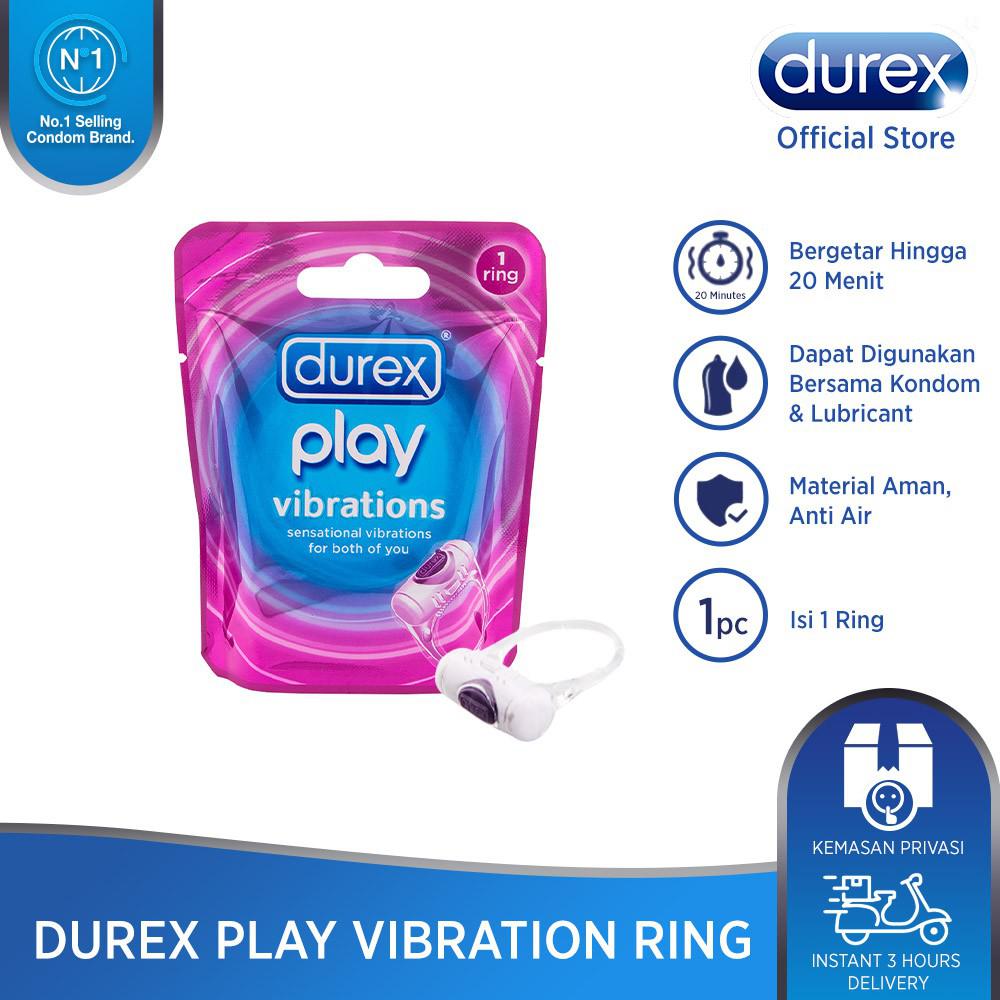 N°1
No.1 Selling
Condom Brand.
durex
Official Store
1
ring
durex®
play
vibrations
sensational vibrations
for both of you
durex
durex
20 Minutes
Bergetar Hingga
20 Menit
Dapat Digunakan
Bersama Kondom
& Lubricant
Material Aman,
Anti Air
1pc
Isi 1 Ring
KEMASAN PRIVASI
INSTANT 3 HOURS
DELIVERY
DUREX PLAY VIBRATION RING